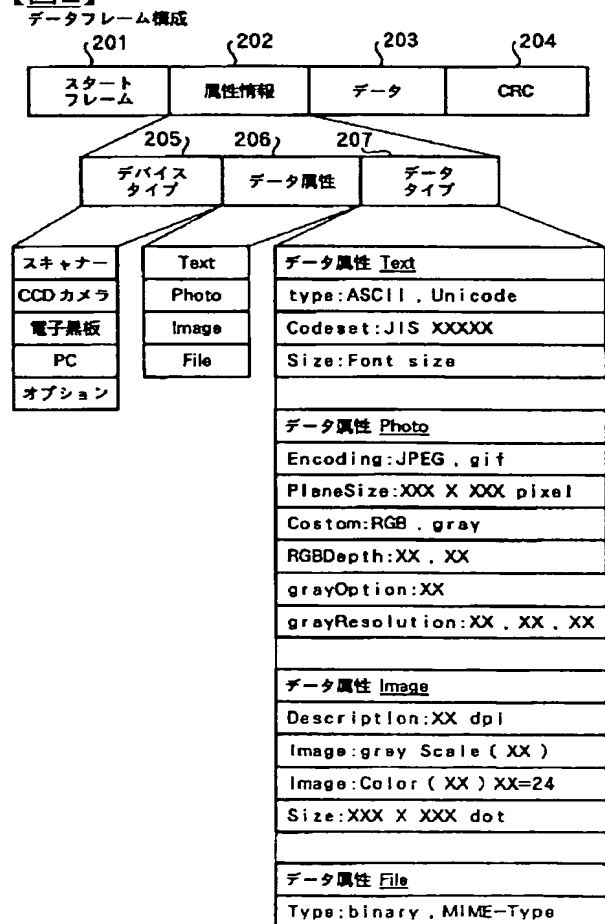 データフレーム構成
201 202 203 204
スタート
フレーム
属性情報
データ
CRC
205 206 207
デバイス
タイプ
データ属性
データ
タイプ
スキャナー
CCDカメラ
電子黒板
PC
オプション
Text
Photo
Image
File
データ属性 Text
type:ASCII , Unicode
Codeset:JIS XXXXX
Size:Font size
データ属性 Photo
Encoding:JPEG , gif
PlaneSize:XXX X XXX pixel
Costom:RGB , gray
RGBDepth:XX , XX
grayOption:XX
grayResolution:XX , XX , XX
データ属性 Image
Description:XX dpi
Image:gray Scale ( XX )
Image:Color ( XX ) XX=24
Size:XXX X XXX dot
データ属性 File
Type:binary , MIME-Type